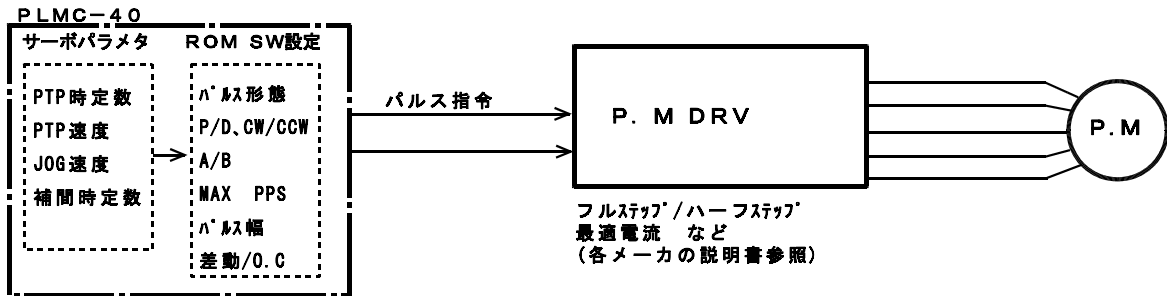 PLMC-40
サーボパラメタ
PTP時定数
PTP速度
JOG速度
補間時定数
ROM SW設定
ﾊﾟﾙｽ形態
P/D、CW/CCW
A/B
MAX PPS
ﾊﾟﾙｽ幅
差動/O.C
パルス指令
P. M DRV
フルｽﾃｯﾌﾟ/ハーフｽﾃｯﾌﾟ
最適電流 など
(各メーカの説明書参照)
P.M